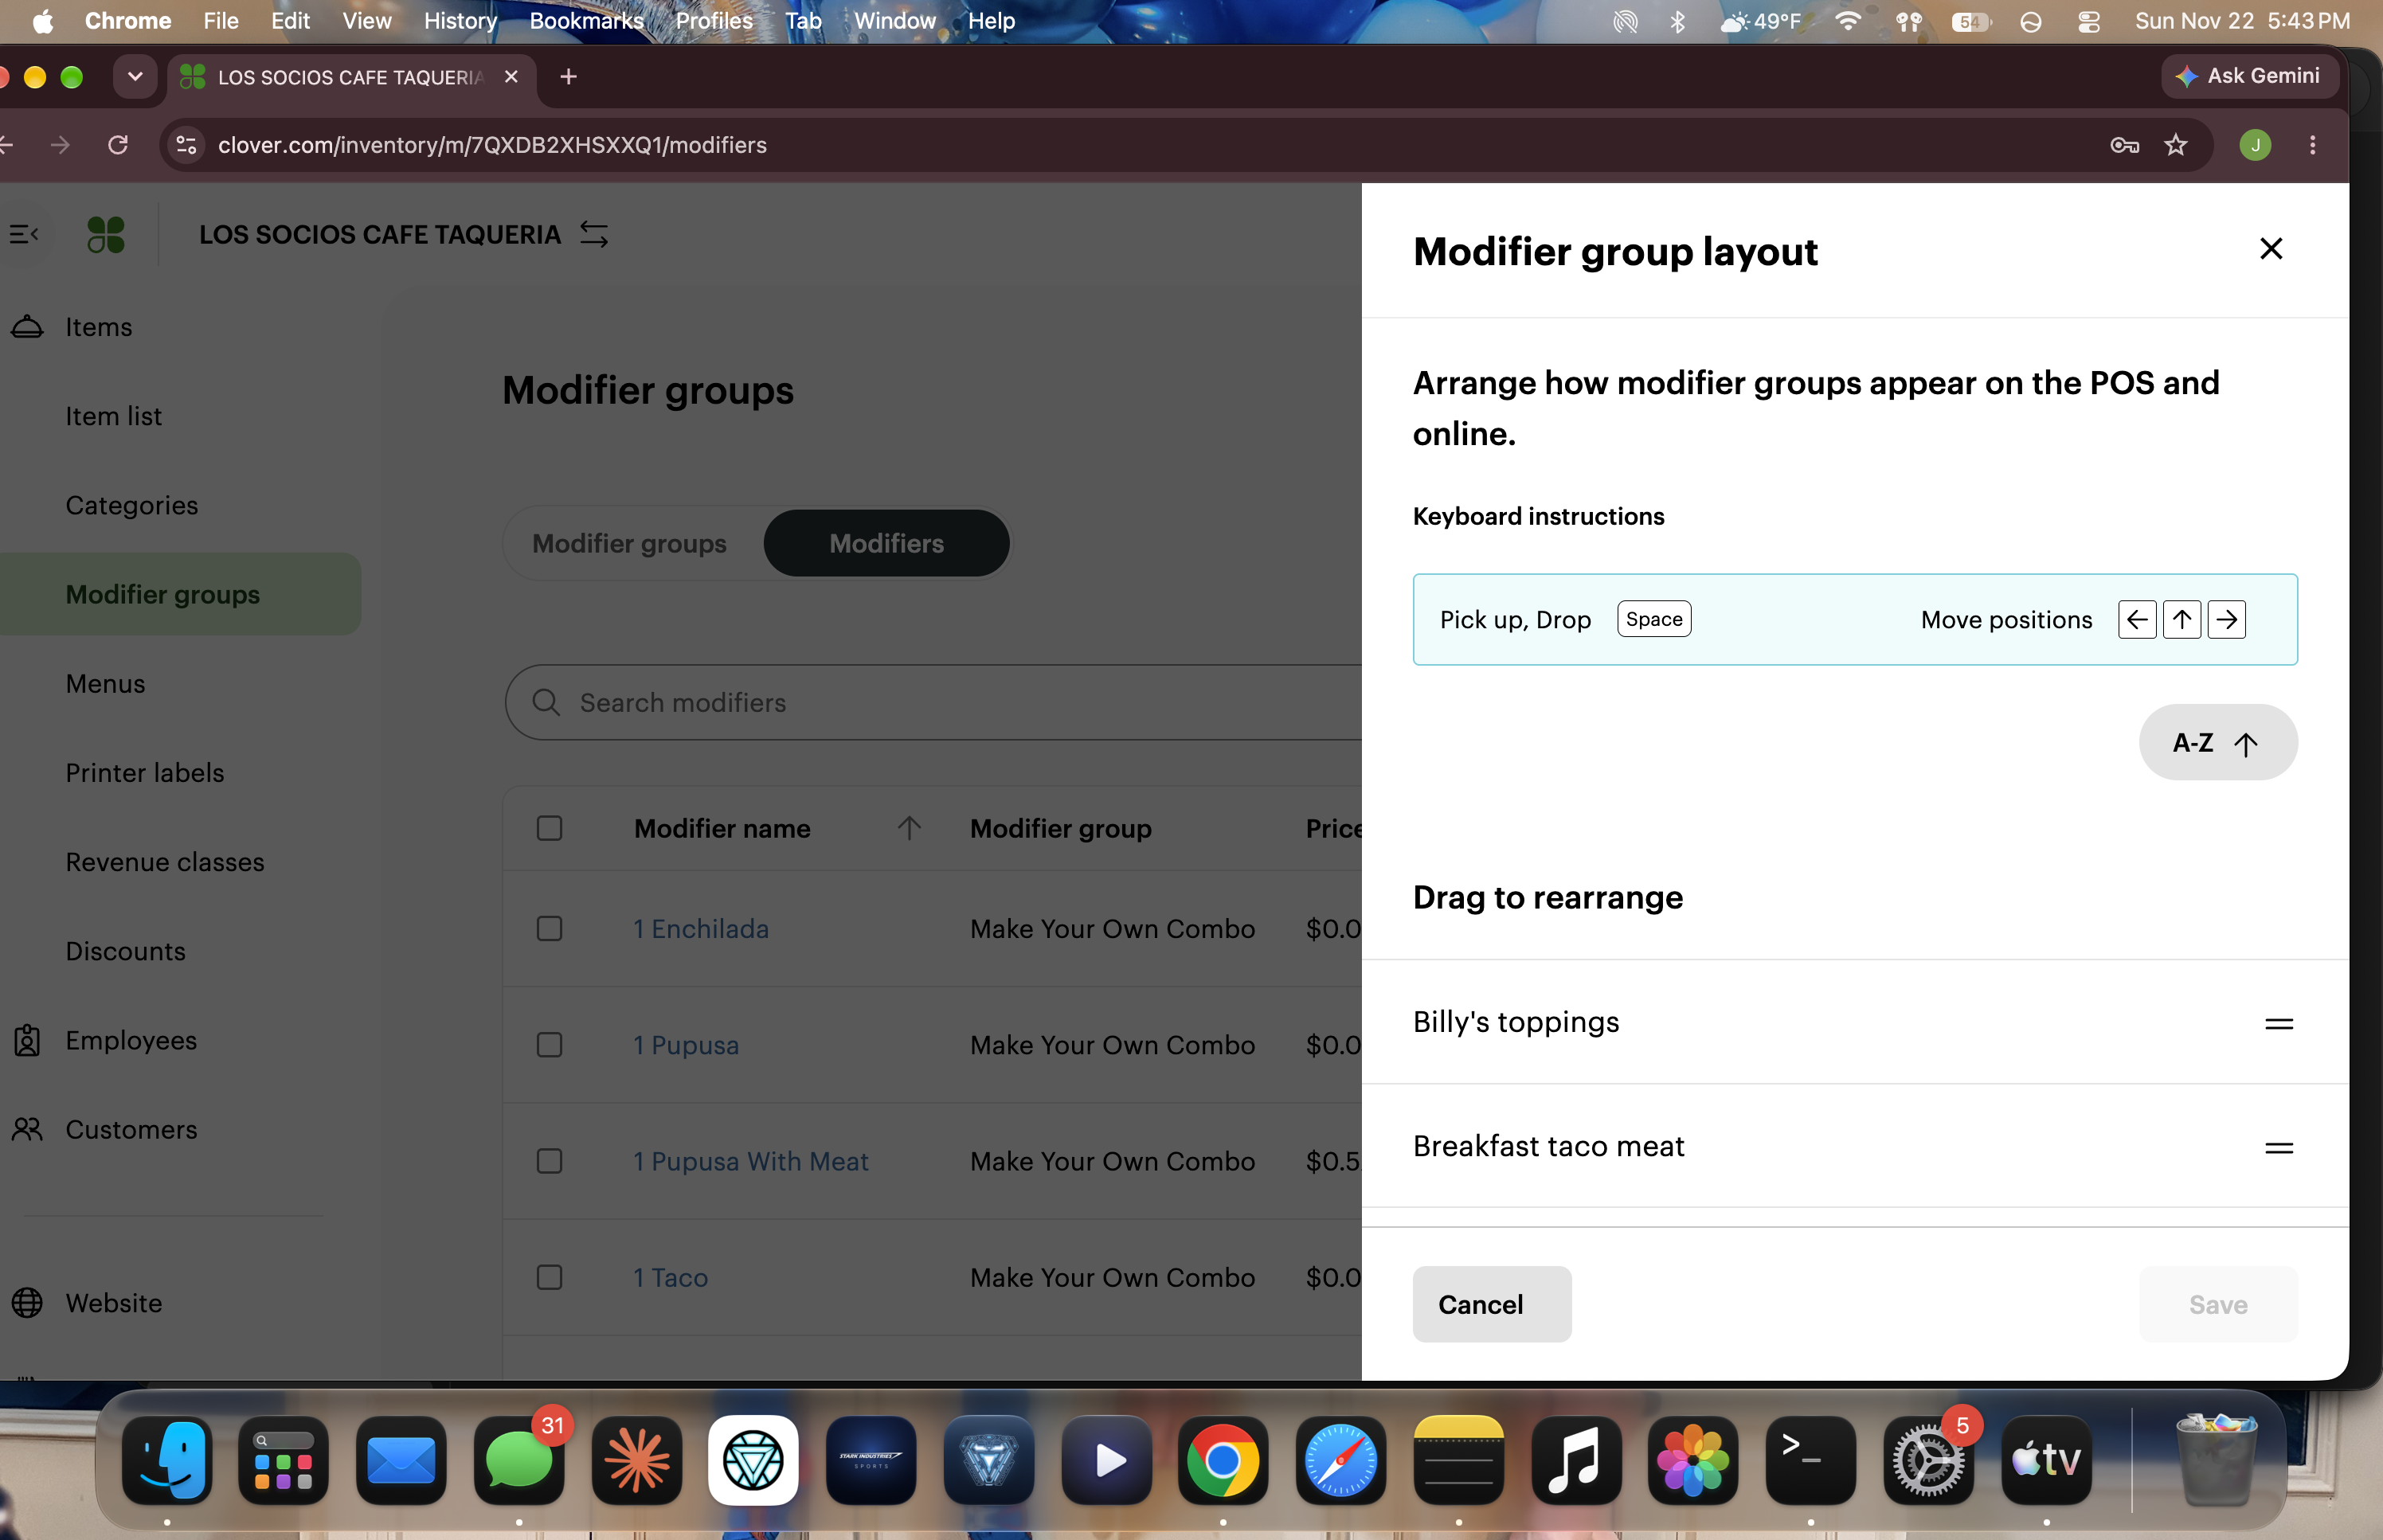 Chrome File Edit View History Bookmarks Profiles Tab Window Help 49°F 54 Sun Nov 22 5:43 PM
LOS SOCIOS CAFE TAQUERIA Ask Gemini
clover.com/inventory/m/7QXDB2XHSXXQ1/modifiers J
LOS SOCIOS CAFE TAQUERIA
Items
Item list
Categories
Modifier groups
Menus
Printer labels
Revenue classes
Discounts
Employees
Customers
Website
Modifier groups
Modifier groups Modifiers
Search modifiers
Modifier name Modifier group Price
1 Enchilada Make Your Own Combo $0.0
1 Pupusa Make Your Own Combo $0.0
1 Pupusa With Meat Make Your Own Combo $0.5
1 Taco Make Your Own Combo $0.0
Modifier group layout
Arrange how modifier groups appear on the POS and
online.
Keyboard instructions
Pick up, Drop Space Move positions
A-Z
Drag to rearrange
Billy's toppings
Breakfast taco meat
Cancel Save
31 STARK INDUSTRIES SPORTS 5 tv